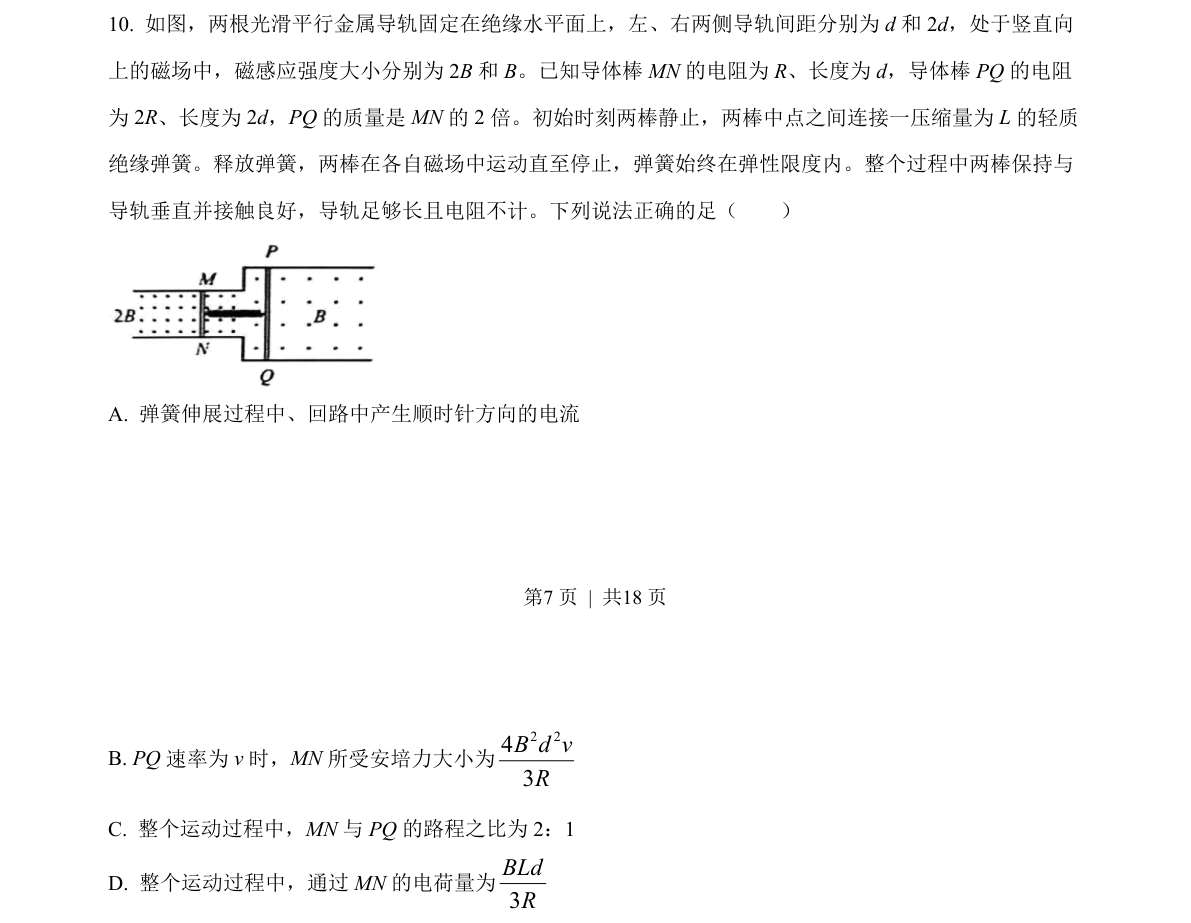 10. 如图，两根光滑平行金属导轨固定在绝缘水平面上，左、右两侧导轨间距分别为 d 和 2d，处于竖直向
上的磁场中，磁感应强度大小分别为 2B 和 B。已知导体棒 MN 的电阻为 R、长度为 d，导体棒 PQ 的电阻
为 2R、长度为 2d，PQ 的质量是 MN 的 2 倍。初始时刻两棒静止，两棒中点之间连接一压缩量为 L 的轻质
绝缘弹簧。释放弹簧，两棒在各自磁场中运动直至停止，弹簧始终在弹性限度内。整个过程中两棒保持与
导轨垂直并接触良好，导轨足够长且电阻不计。下列说法正确的足（　　）
P
M
2B
B
N
Q
A. 弹簧伸展过程中、回路中产生顺时针方向的电流
第7 页 | 共18 页
B. PQ 速率为 v 时，MN 所受安培力大小为 \frac{4B^2d^2v}{3R}
C. 整个运动过程中，MN 与 PQ 的路程之比为 2：1
D. 整个运动过程中，通过 MN 的电荷量为 \frac{BLd}{3R}